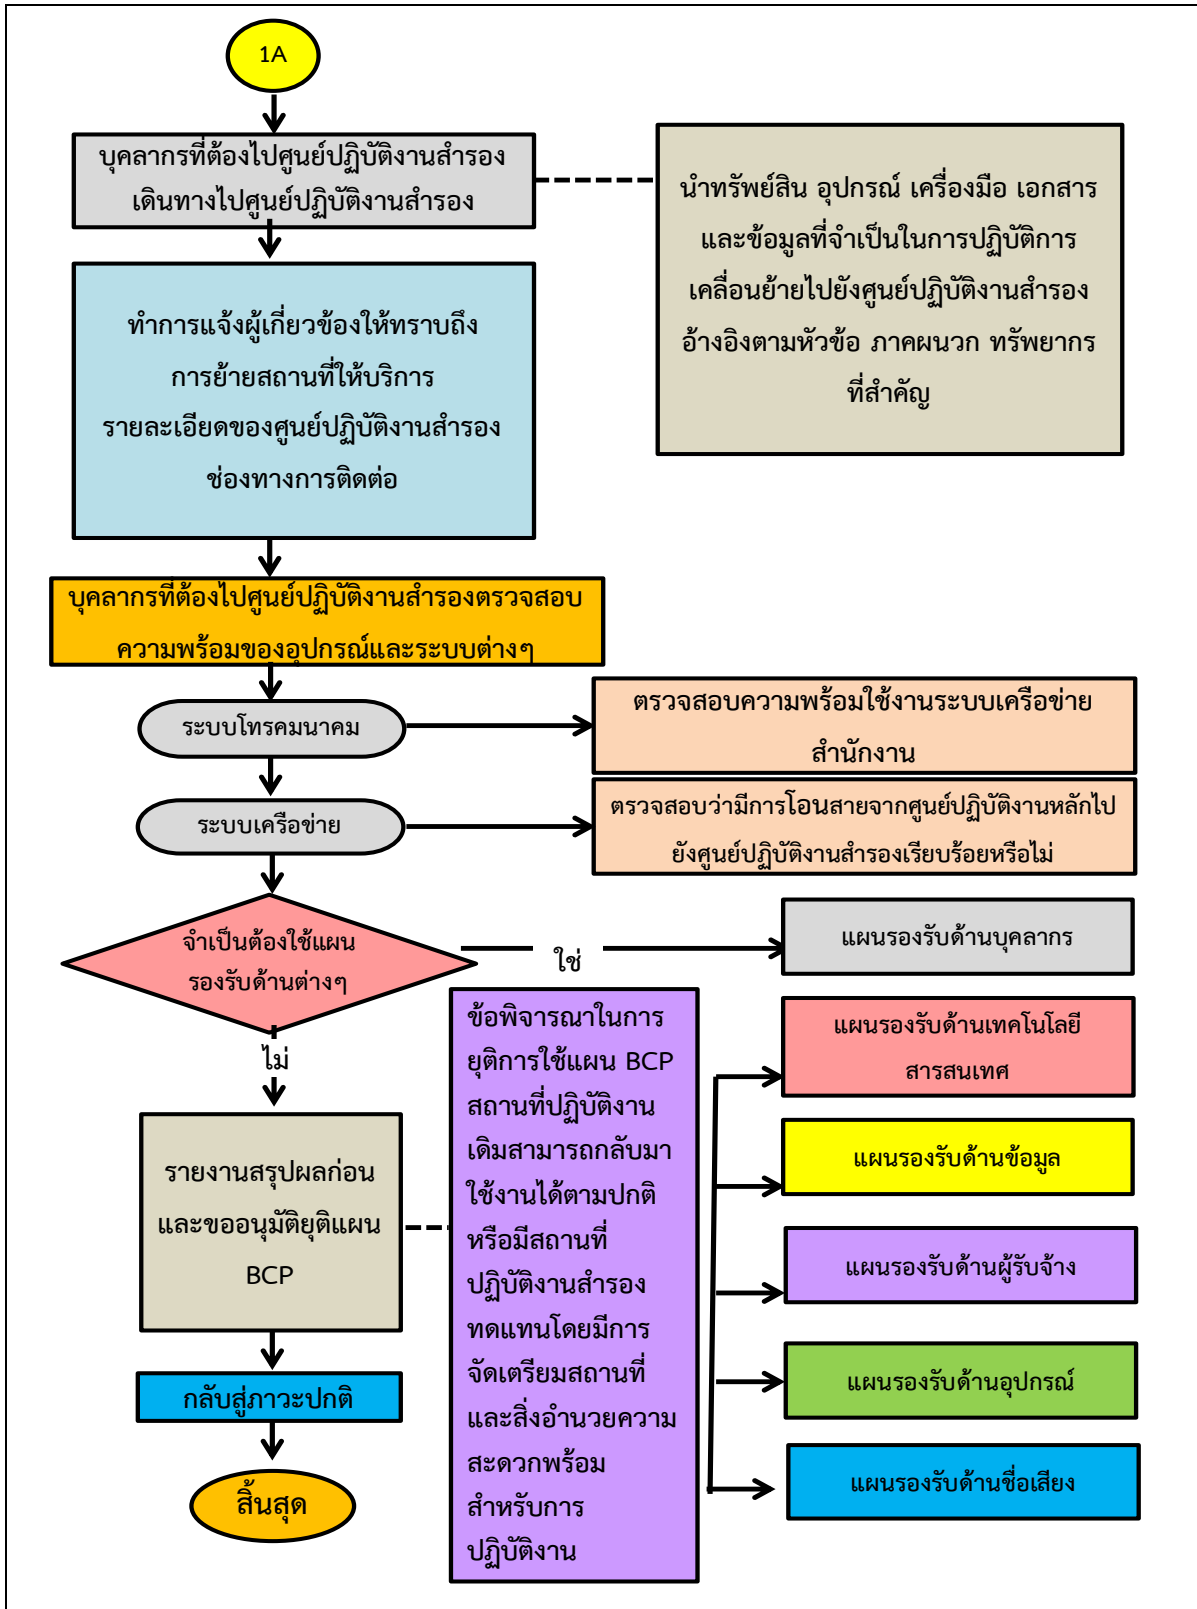 1A
บุคลากรที่ต้องไปศูนย์ปฏิบัติงานสำรอง
เดินทางไปศูนย์ปฏิบัติงานสำรอง
นำทรัพย์สิน อุปกรณ์ เครื่องมือ เอกสาร
และข้อมูลที่จำเป็นในการปฏิบัติการ
เคลื่อนย้ายไปยังศูนย์ปฏิบัติงานสำรอง
อ้างอิงตามหัวข้อ ภาคผนวก ทรัพยากร
ที่สำคัญ
ทำการแจ้งผู้เกี่ยวข้องให้ทราบถึง
การย้ายสถานที่ให้บริการ
รายละเอียดของศูนย์ปฏิบัติงานสำรอง
ช่องทางการติดต่อ
บุคลากรที่ต้องไปศูนย์ปฏิบัติงานสำรองตรวจสอบ
ความพร้อมของอุปกรณ์และระบบต่างๆ
ระบบโทรคมนาคม
ตรวจสอบความพร้อมใช้งานระบบเครือข่าย
สำนักงาน
ระบบเครือข่าย
ตรวจสอบว่ามีการโอนสายจากศูนย์ปฏิบัติงานหลักไป
ยังศูนย์ปฏิบัติงานสำรองเรียบร้อยหรือไม่
จำเป็นต้องใช้แผน
รองรับด้านต่างๆ
ใช่
แผนรองรับด้านบุคลากร
ไม่
ข้อพิจารณาในการ
ยุติการใช้แผน BCP
สถานที่ปฏิบัติงาน
เดิมสามารถกลับมา
ใช้งานได้ตามปกติ
หรือมีสถานที่
ปฏิบัติงานสำรอง
ทดแทนโดยมีการ
จัดเตรียมสถานที่
และสิ่งอำนวยความ
สะดวกพร้อม
สำหรับการ
ปฏิบัติงาน
แผนรองรับด้านเทคโนโลยี
สารสนเทศ
แผนรองรับด้านข้อมูล
แผนรองรับด้านผู้รับจ้าง
แผนรองรับด้านอุปกรณ์
แผนรองรับด้านชื่อเสียง
รายงานสรุปผลก่อน
และขออนุมัติยุติแผน
BCP
กลับสู่ภาวะปกติ
สิ้นสุด